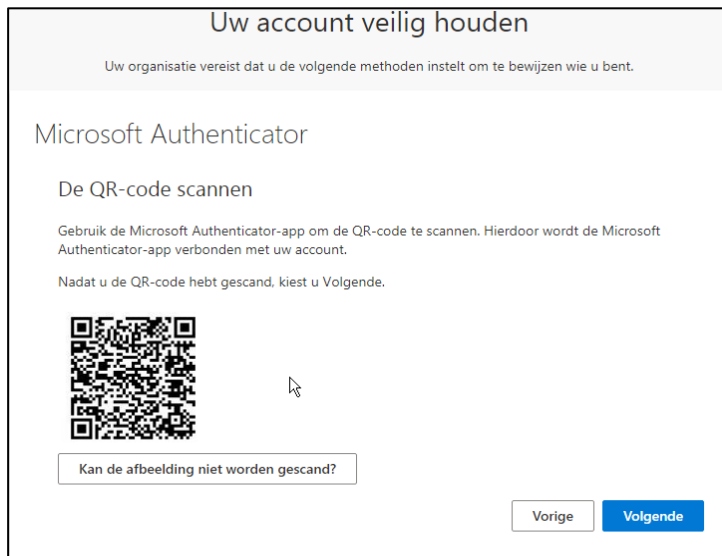 Uw account veilig houden
Uw organisatie vereist dat u de volgende methoden instelt om te bewijzen wie u bent.
Microsoft Authenticator
De QR-code scannen
Gebruik de Microsoft Authenticator-app om de QR-code te scannen. Hierdoor wordt de Microsoft
Authenticator-app verbonden met uw account.
Nadat u de QR-code hebt gescand, kiest u Volgende.
Kan de afbeelding niet worden gescand?
Vorige
Volgende